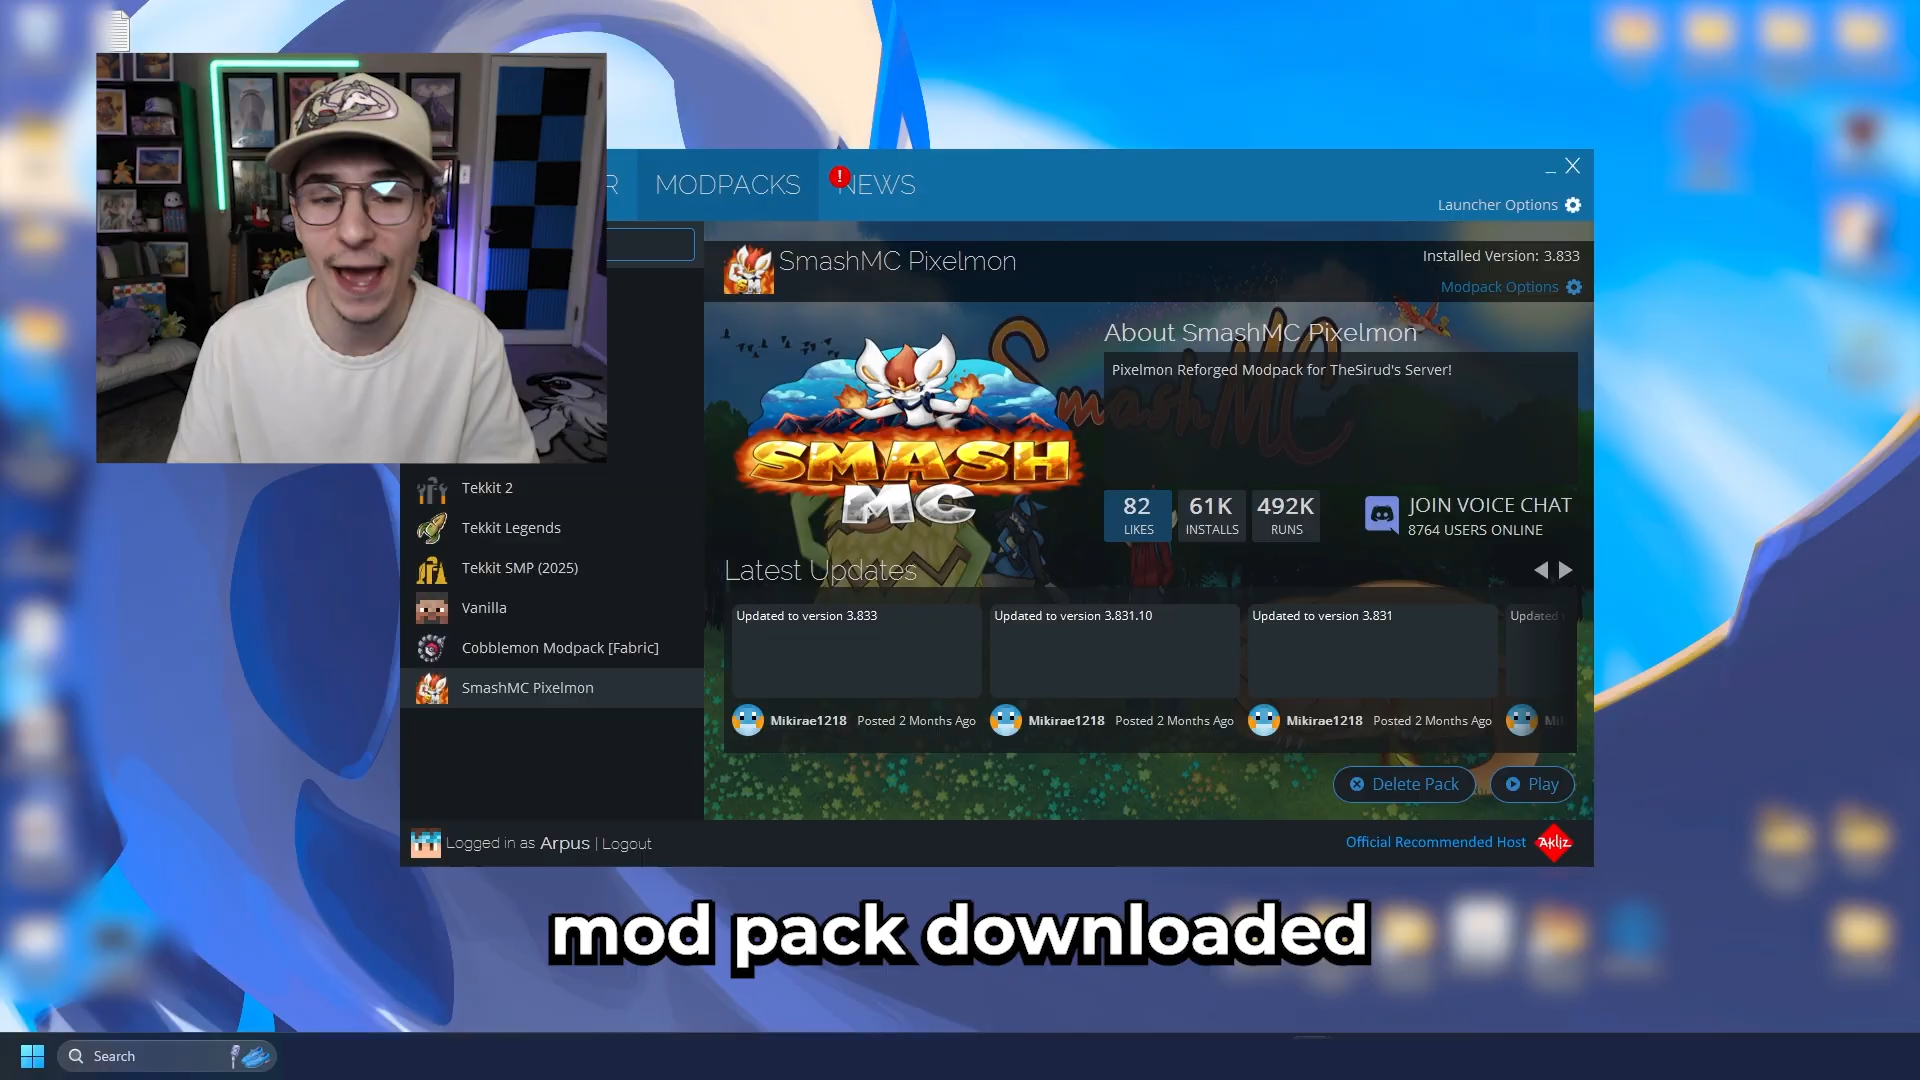 R
MODPACKS
!
NEWS
Launcher Options
SmashMC Pixelmon
Installed Version: 3.833
Modpack Options
About SmashMC Pixelmon
Pixelmon Reforged Modpack for TheSirud's Server!
SmashMC
SMASH
MC
82
LIKES
61K
INSTALLS
492K
RUNS
JOIN VOICE CHAT
8764 USERS ONLINE
Tekkit 2
Tekkit Legends
Tekkit SMP (2025)
Vanilla
Cobblemon Modpack [Fabric]
SmashMC Pixelmon
Latest Updates
Updated to version 3.833
Updated to version 3.831.10
Updated to version 3.831
Updated
Mikirae1218 Posted 2 Months Ago
Mikirae1218 Posted 2 Months Ago
Mikirae1218 Posted 2 Months Ago
Mi
Delete Pack
Play
Logged in as Arpus | Logout
Official Recommended Host
Akliz
mod pack downloaded
Search